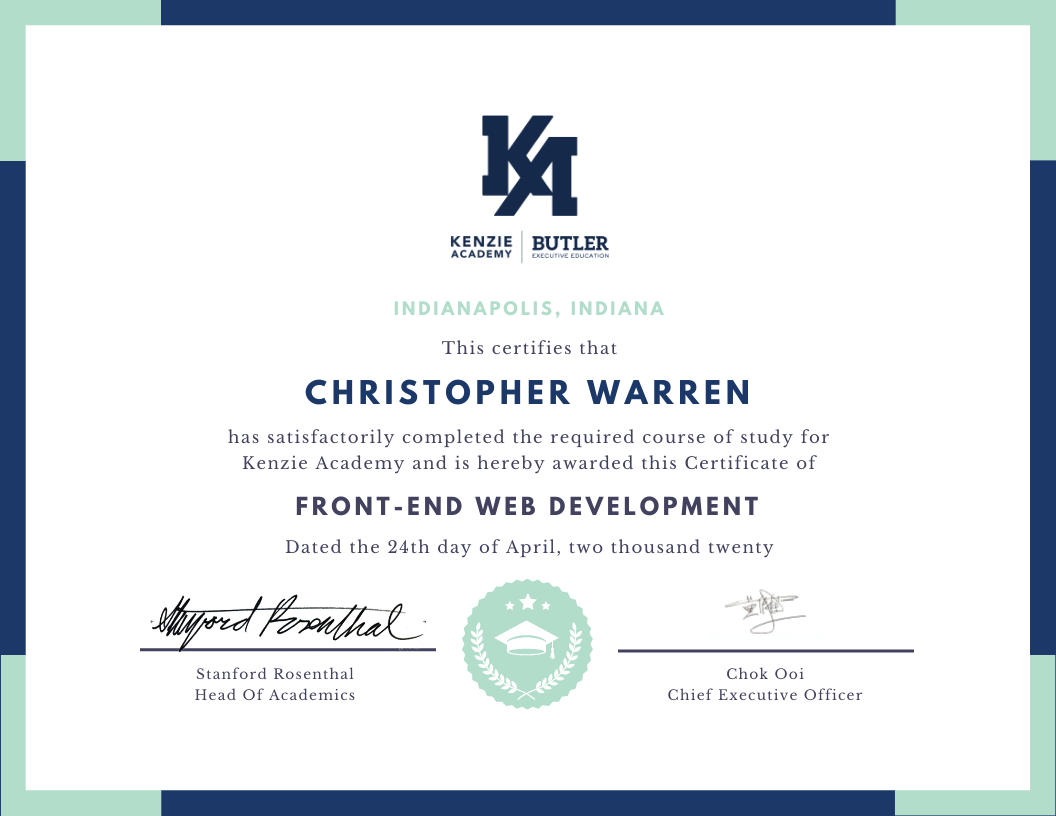 KA
KENZIE ACADEMY | BUTLER EXECUTIVE EDUCATION
INDIANAPOLIS, INDIANA
This certifies that
CHRISTOPHER WARREN
has satisfactorily completed the required course of study for
Kenzie Academy and is hereby awarded this Certificate of
FRONT-END WEB DEVELOPMENT
Dated the 24th day of April, two thousand twenty
Stanford Rosenthal
Stanford Rosenthal
Head Of Academics
Chok Ooi
Chief Executive Officer